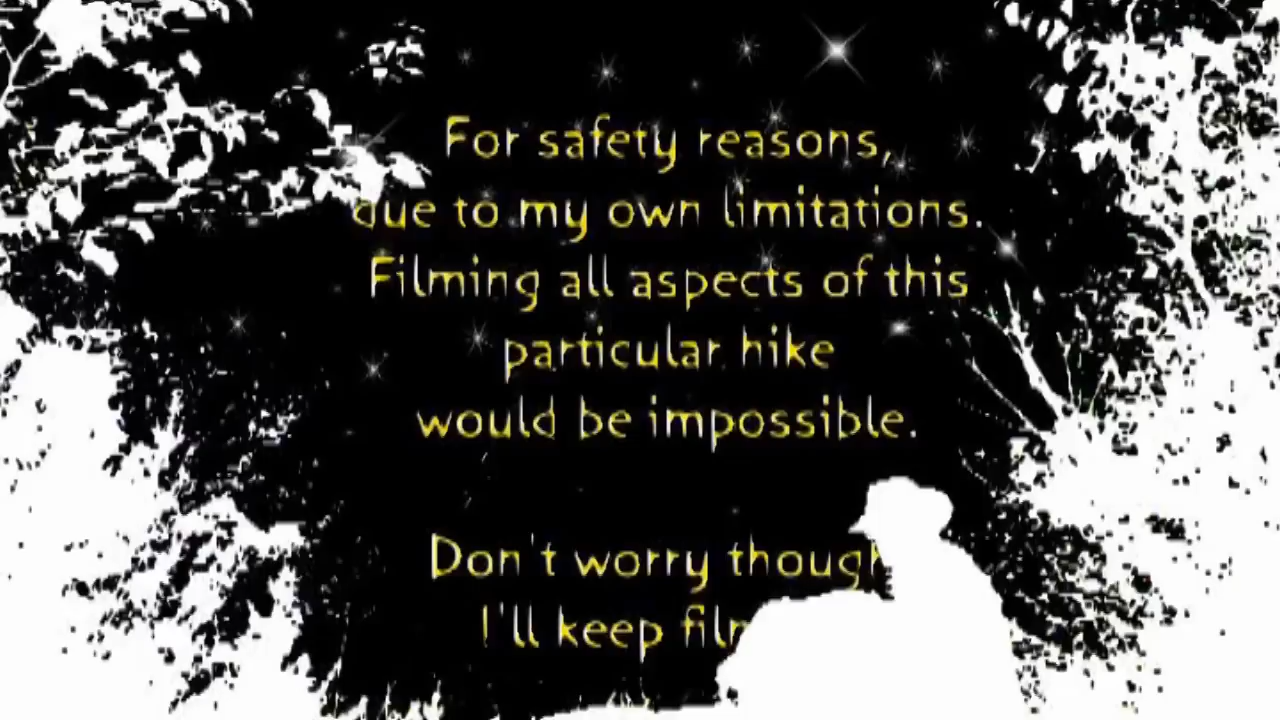 For safety reasons,
due to my own limitations.
Filming all aspects of this
particular hike
would be impossible.
Don't worry though
I'll keep